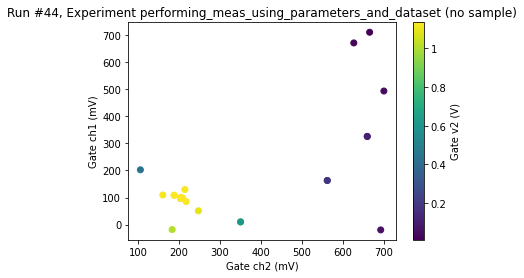 Run #44, Experiment performing_meas_using_parameters_and_dataset (no sample)
700
600
500
400
300
200
100
0
Gate ch1 (mV)
100 200 300 400 500 600 700
Gate ch2 (mV)
1
0.8
0.6
0.4
0.2
Gate v2 (V)